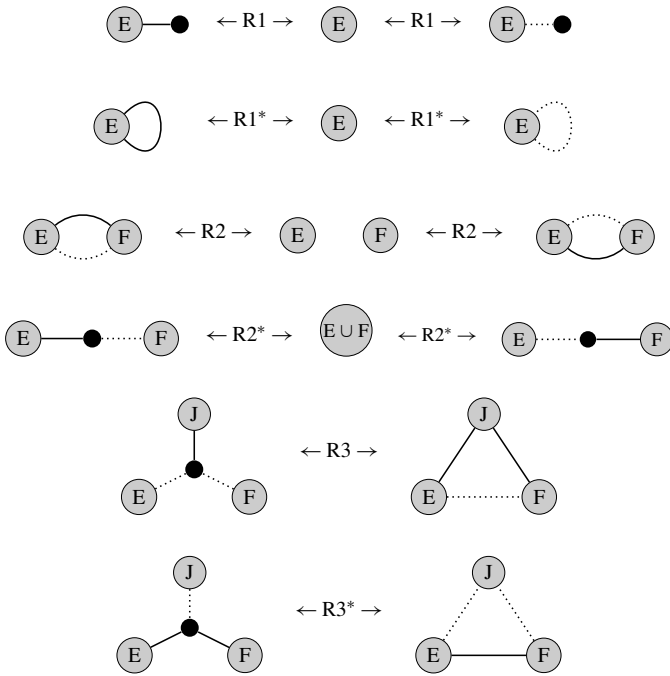 E ← R1 → E ← R1 → E
E ← R1* → E ← R1* → E
E F ← R2 → E F ← R2 → E F
E F ← R2* → E ∪ F ← R2* → E F
J J
← R3 →
E F E F
J J
← R3* →
E F E F